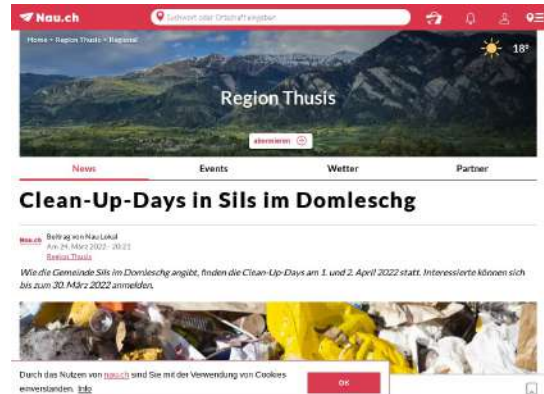 Nau.ch
Suchwort oder Ortschaft eingeben
Home » Region Thusis » Regional
18°
Region Thusis
abonnieren
News Events Wetter Partner
Clean-Up-Days in Sils im Domleschg
Nau.ch
Beitrag von Nau Lokal
Am 24. März 2022 - 20:21
Region Thusis
Wie die Gemeinde Sils im Domleschg angibt, finden die Clean-Up-Days am 1. und 2. April 2022 statt. Interessierte können sich
bis zum 30. März 2022 anmelden.
Durch das Nutzen von nau.ch sind Sie mit der Verwendung von Cookies
einverstanden. Info
OK